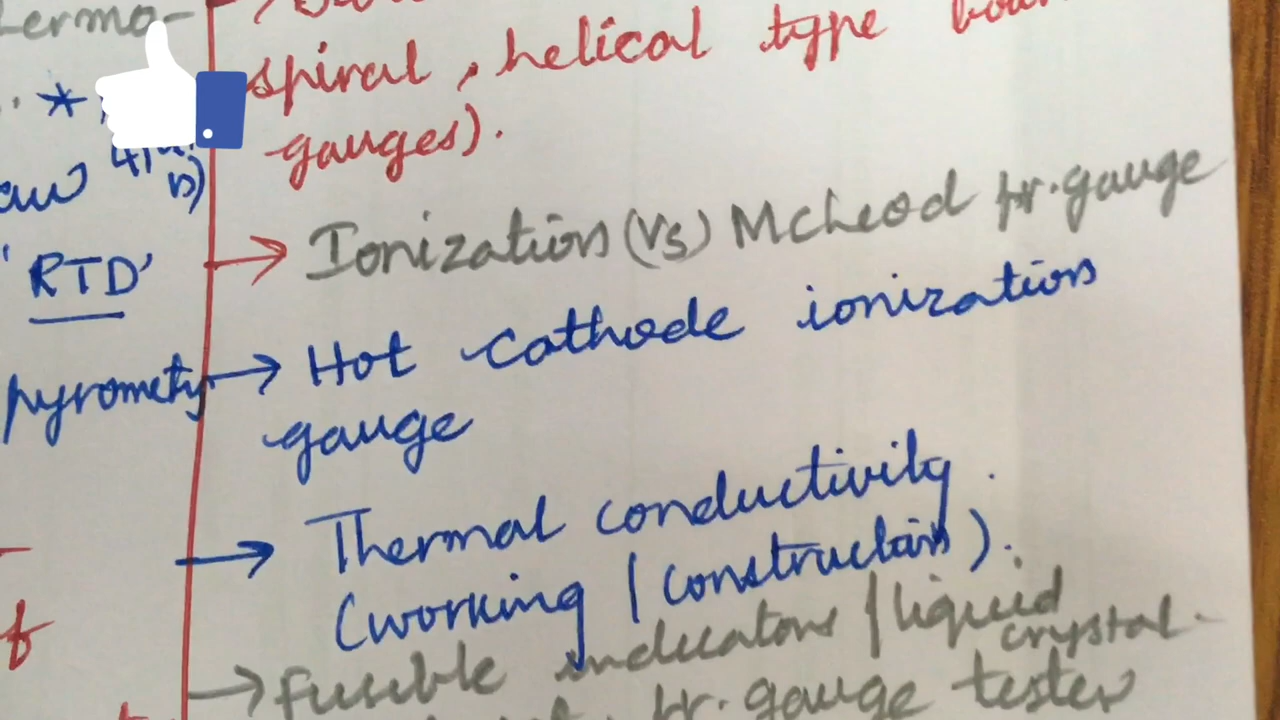 spiral, helical type
gauges).
→ Ionization (Vs) McLeod pr. gauge
'RTD'
pyrometry → Hot Cathode ionization
gauge
→ Thermal conductivity.
(working / construction).
→ fusible indicators / liquid
crystal.
pr. gauge tester